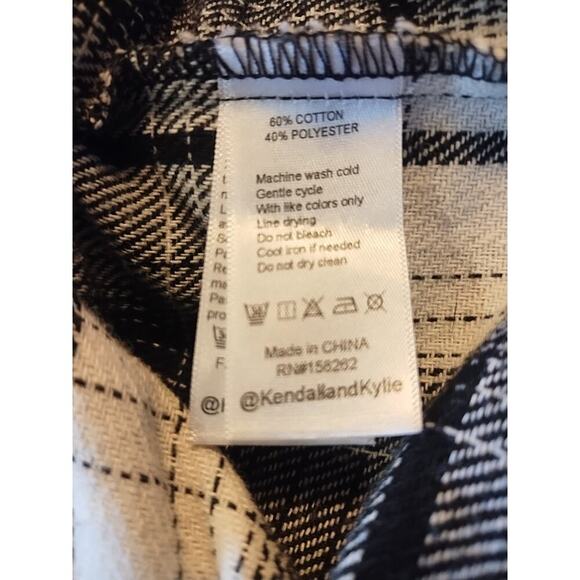 60% COTTON
40% POLYESTER
Machine wash cold
Gentle cycle
With like colors only
Line drying
Do not bleach
Cool iron if needed
Do not dry clean
Made in CHINA
RN#158262
@KendallandKylie